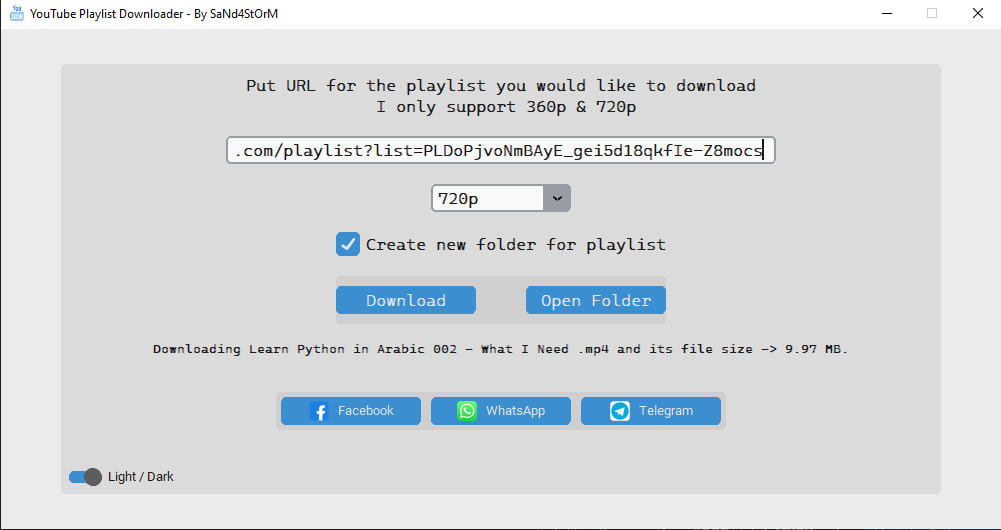 YouTube Playlist Downloader - By SaNd4StOrM
Put URL for the playlist you would like to download
I only support 360p & 720p
.com/playlist?list=PLDoPjvoNmBAyE_gei5d18qkfIe-Z8mocs
720p
Create new folder for playlist
Download Open Folder
Downloading Learn Python in Arabic 002 - What I Need .mp4 and its file size -> 9.97 MB.
Facebook WhatsApp Telegram
Light / Dark